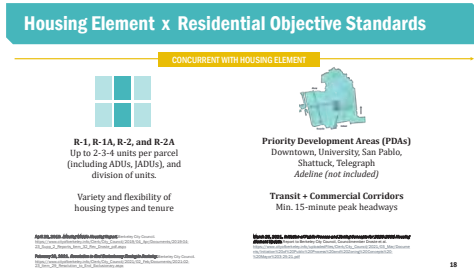 Housing Element x Residential Objective Standards
CONCURRENT WITH HOUSING ELEMENT
R-1, R-1A, R-2, and R-2A
Up to 2-3-4 units per parcel
(including ADUs, JADUs), and
division of units.
Variety and flexibility of
housing types and tenure
Priority Development Areas (PDAs)
Downtown, University, San Pablo,
Shattuck, Telegraph
Adeline (not included)
Transit + Commercial Corridors
Min. 15-minute peak headways
Berkeley City Council
18